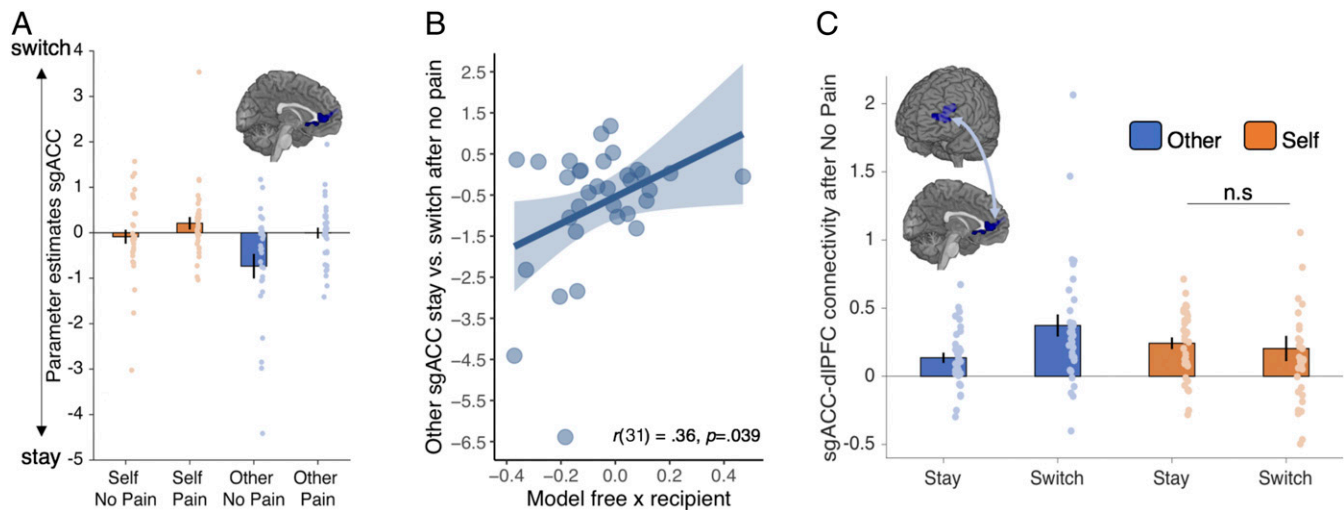 A
switch
4
3
2
1
0
-1
-2
-3
-4
-5
stay
Parameter estimates sgACC
Self
No Pain
Self
Pain
Other
No Pain
Other
Pain
B
Other sgACC stay vs. switch after no pain
2.5
1.5
0.5
−0.5
−1.5
−2.5
−3.5
−4.5
−5.5
−6.5
r(31) = .36, p=.039
−0.4
−0.2
0.0
0.2
0.4
Model free x recipient
C
sgACC-dlPFC connectivity after No Pain
2
1.5
1
0.5
0
-0.5
Other
Self
n.s
Stay
Switch
Stay
Switch